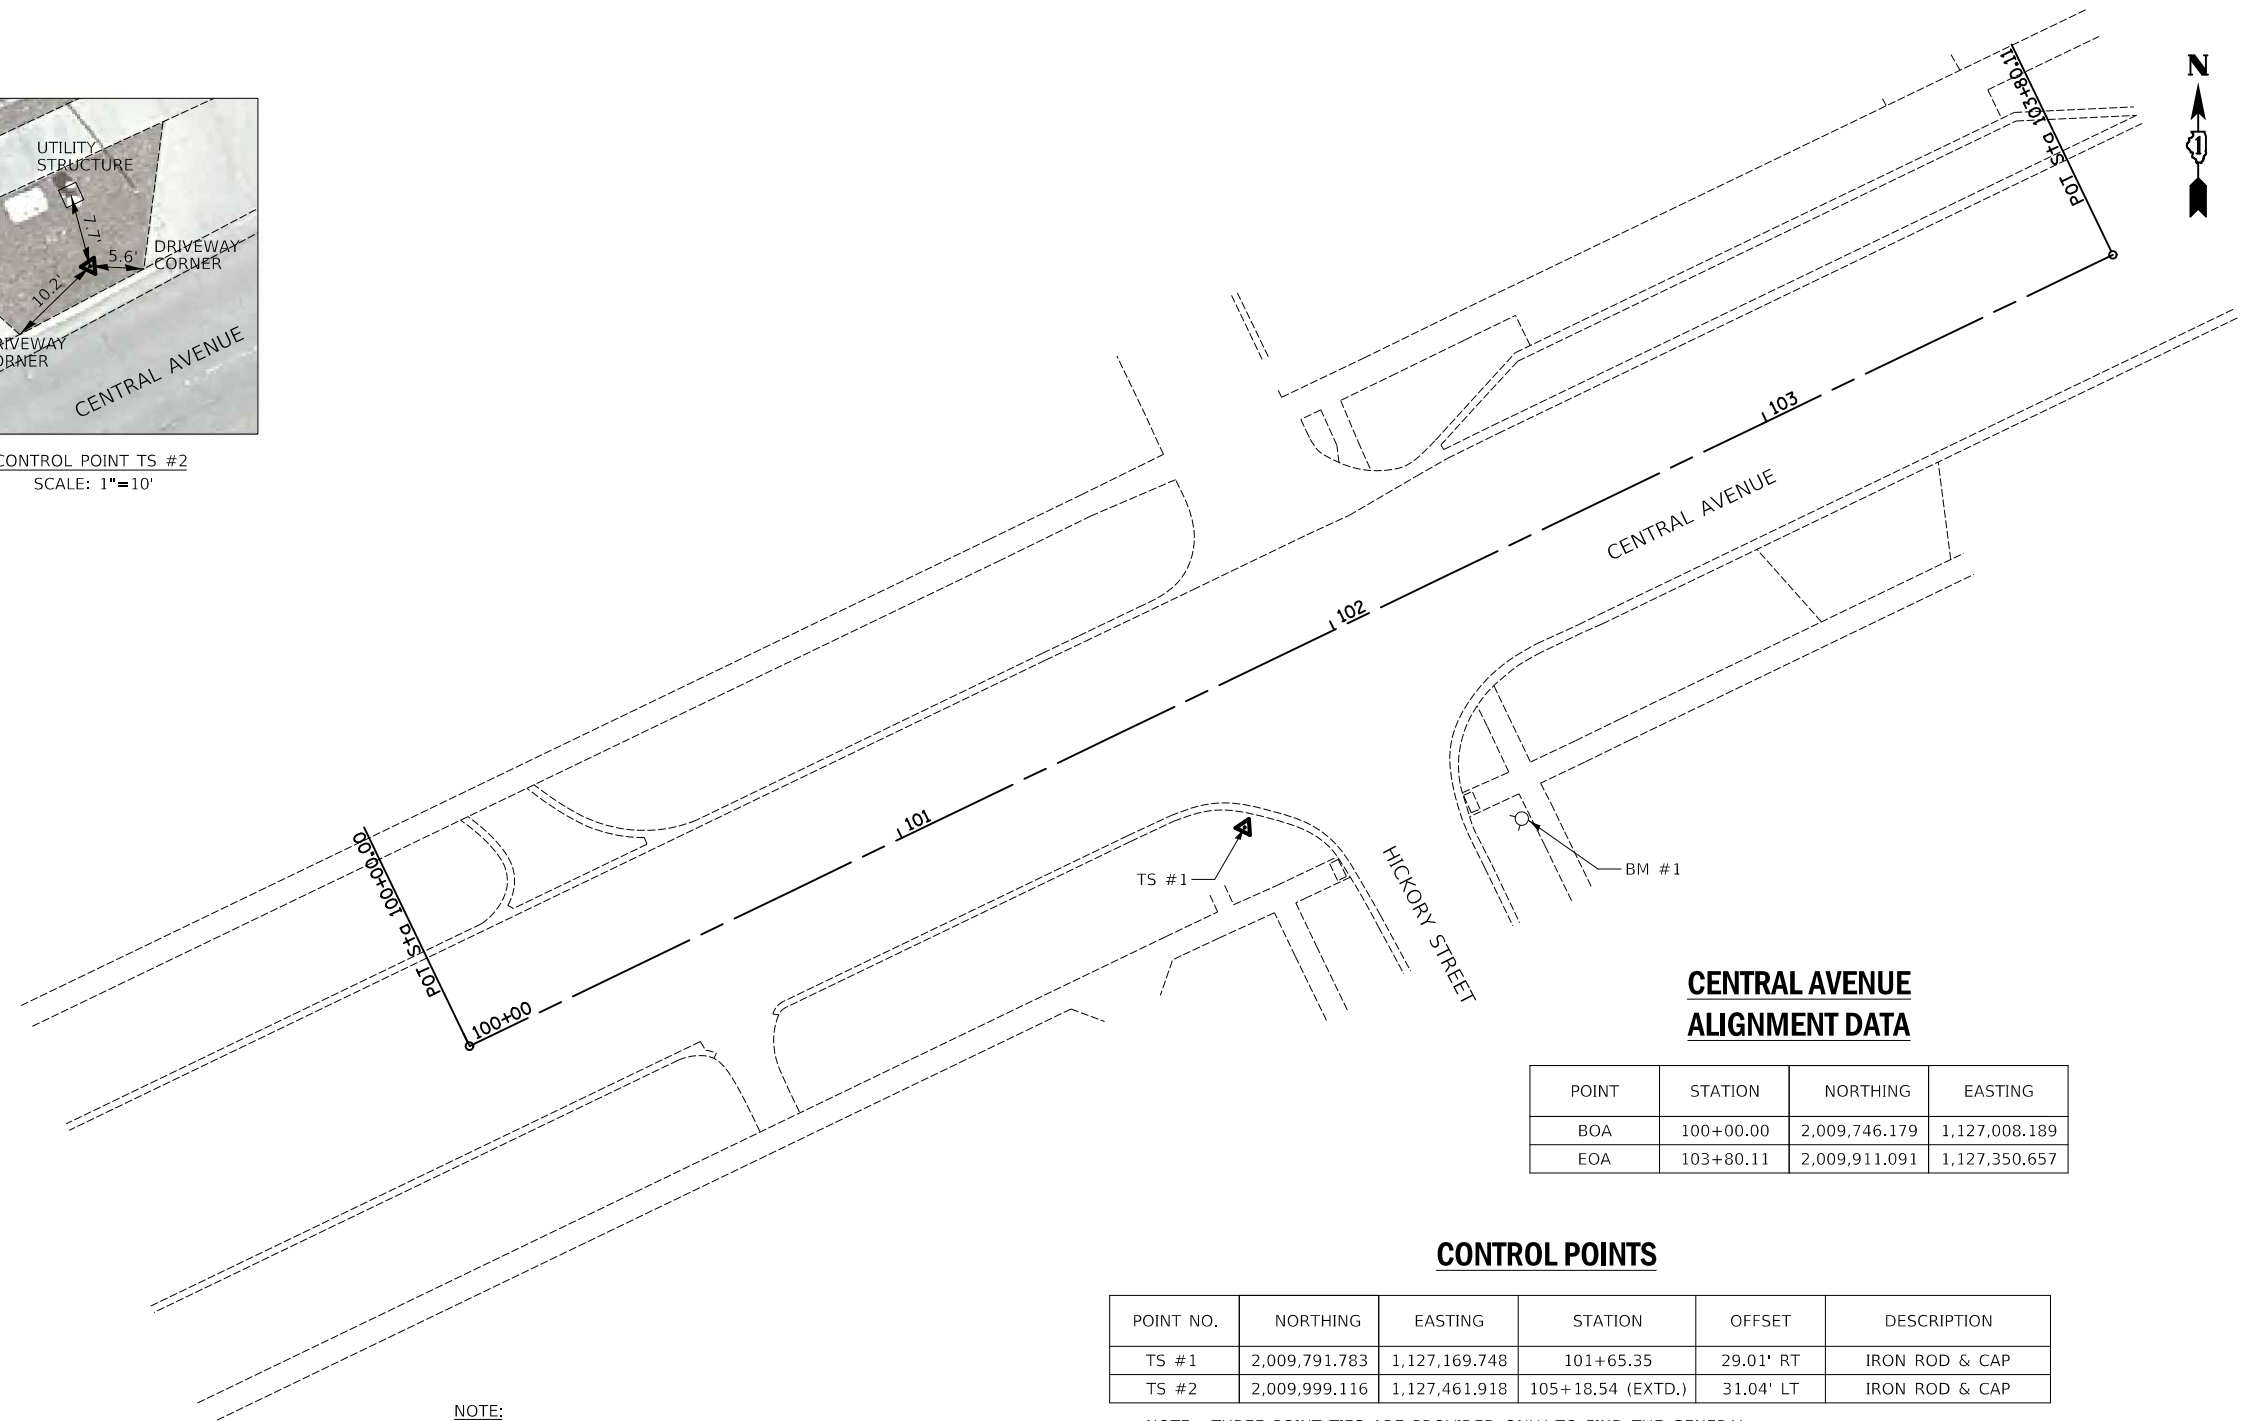 UTILITY
STRUCTURE
7.7'
5.6'
DRIVEWAY
CORNER
10.2'
CENTRAL AVENUE
CONTROL POINT TS #2
SCALE: 1"=10'
N
1
POT Sta 103+80.11
103
CENTRAL AVENUE
102
101
POT Sta 100+00.00
100+00
TS #1
BM #1
HICKORY STREET
CENTRAL AVENUE
ALIGNMENT DATA
POINT STATION NORTHING EASTING
BOA 100+00.00 2,009,746.179 1,127,008.189
EOA 103+80.11 2,009,911.091 1,127,350.657
CONTROL POINTS
POINT NO. NORTHING EASTING STATION OFFSET DESCRIPTION
TS #1 2,009,791.783 1,127,169.748 101+65.35 29.01' RT IRON ROD & CAP
TS #2 2,009,999.116 1,127,461.918 105+18.54 (EXTD.) 31.04' LT IRON ROD & CAP
NOTE: